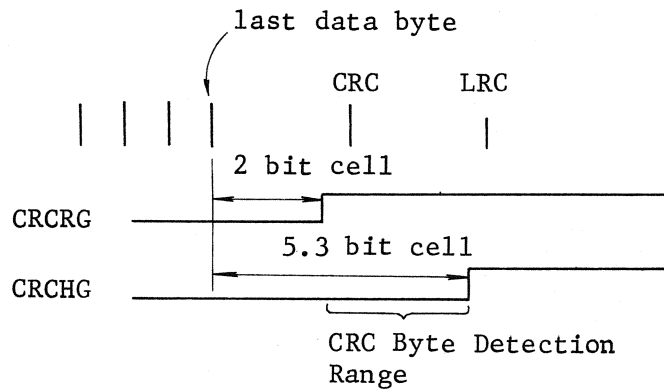 last data byte
CRC LRC
2 bit cell
CRCRG
5.3 bit cell
CRCHG
CRC Byte Detection
Range